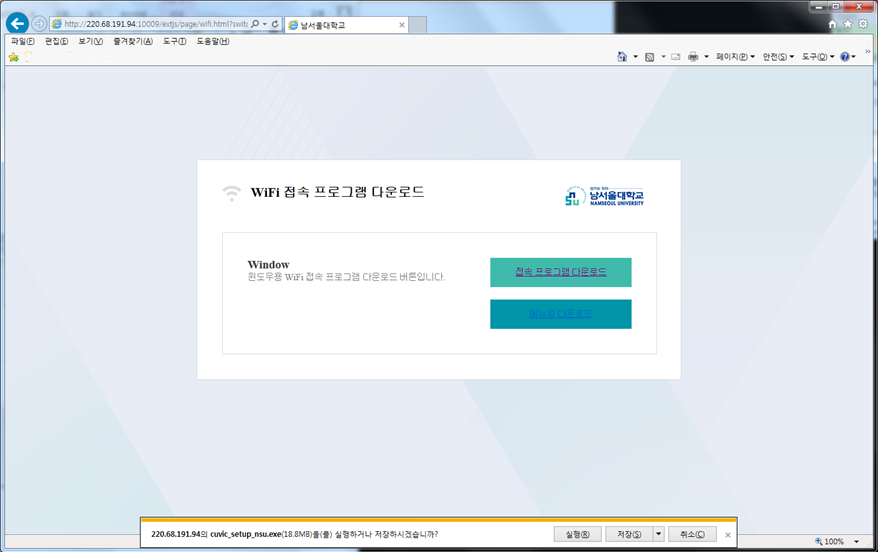 http://220.68.191.94:10009/extjs/page/wifi.html?switc
남서울대학교
파일(F) 편집(E) 보기(V) 즐겨찾기(A) 도구(T) 도움말(H)
페이지(P) 안전(S) 도구(O)
WiFi 접속 프로그램 다운로드
남서울대학교
NAMSEOUL UNIVERSITY
Window
윈도우용 WiFi 접속 프로그램 다운로드 버튼입니다.
접속 프로그램 다운로드
메뉴얼 다운로드
220.68.191.94의 cuvic_setup_nsu.exe(18.8MB)을(를) 실행하거나 저장하시겠습니까?
실행(R) 저장(S) 취소(C)
100%